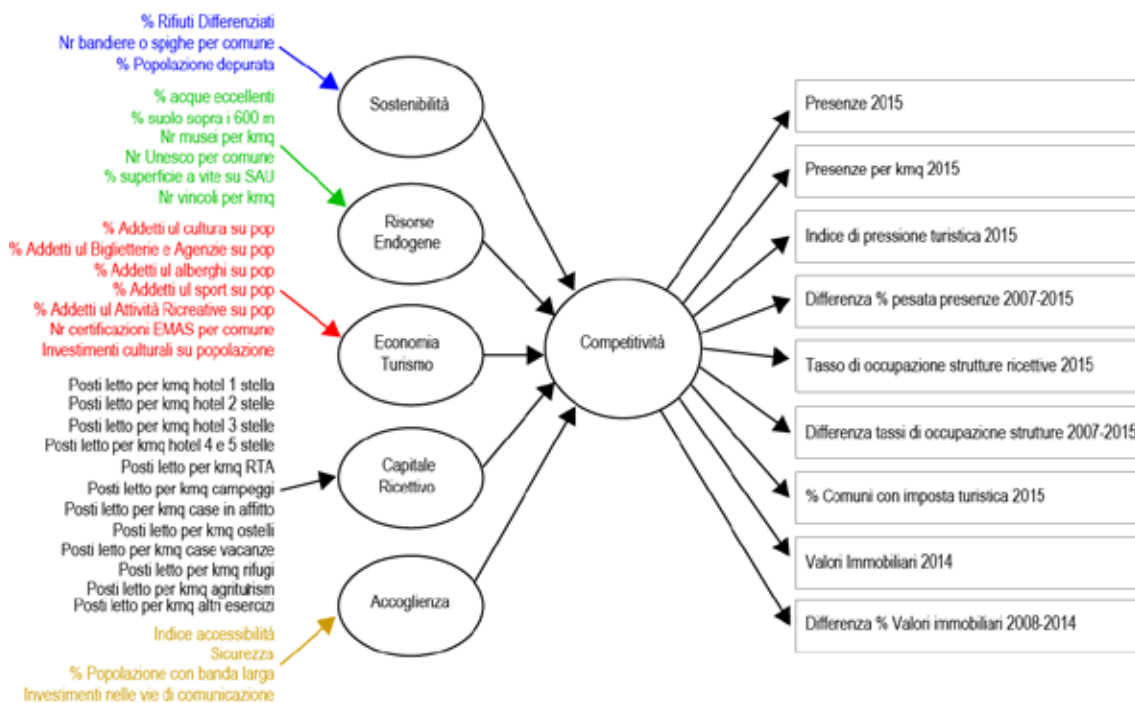 % Rifiuti Differenziati
Nr bandiere o spighe per comune
% Popolazione depurata
% acque eccellenti
% suolo sopra i 600 m
Nr musei per kmq
Nr Unesco per comune
% superficie a vite su SAU
Nr vincoli per kmq
% Addetti ul cultura su pop
% Addetti ul Biglietterie e Agenzie su pop
% Addetti ul alberghi su pop
% Addetti ul sport su pop
% Addetti ul Attività Ricreative su pop
Nr certificazioni EMAS per comune
Investimenti culturali su popolazione
Posti letto per kmq hotel 1 stella
Posti letto per kmq hotel 2 stelle
Posti letto per kmq hotel 3 stelle
Posti letto per kmq hotel 4 e 5 stelle
Posti letto per kmq RTA
Posti letto per kmq campeggi
Posti letto per kmq case in affitto
Posti letto per kmq ostelli
Posti letto per kmq case vacanze
Posti letto per kmq rifugi
Posti letto per kmq agriturism
Posti letto per kmq altri esercizi
Indice accessibilità
Sicurezza
% Popolazione con banda larga
Investimenti nelle vie di comunicazione
Sostenibilità
Risorse
Endogene
Economia
Turismo
Capitale
Ricettivo
Accoglienza
Competitività
Presenze 2015
Presenze per kmq 2015
Indice di pressione turistica 2015
Differenza % pesata presenze 2007-2015
Tasso di occupazione strutture ricettive 2015
Differenza tassi di occupazione strutture 2007-2015
% Comuni con imposta turistica 2015
Valori Immobiliari 2014
Differenza % Valori immobiliari 2008-2014